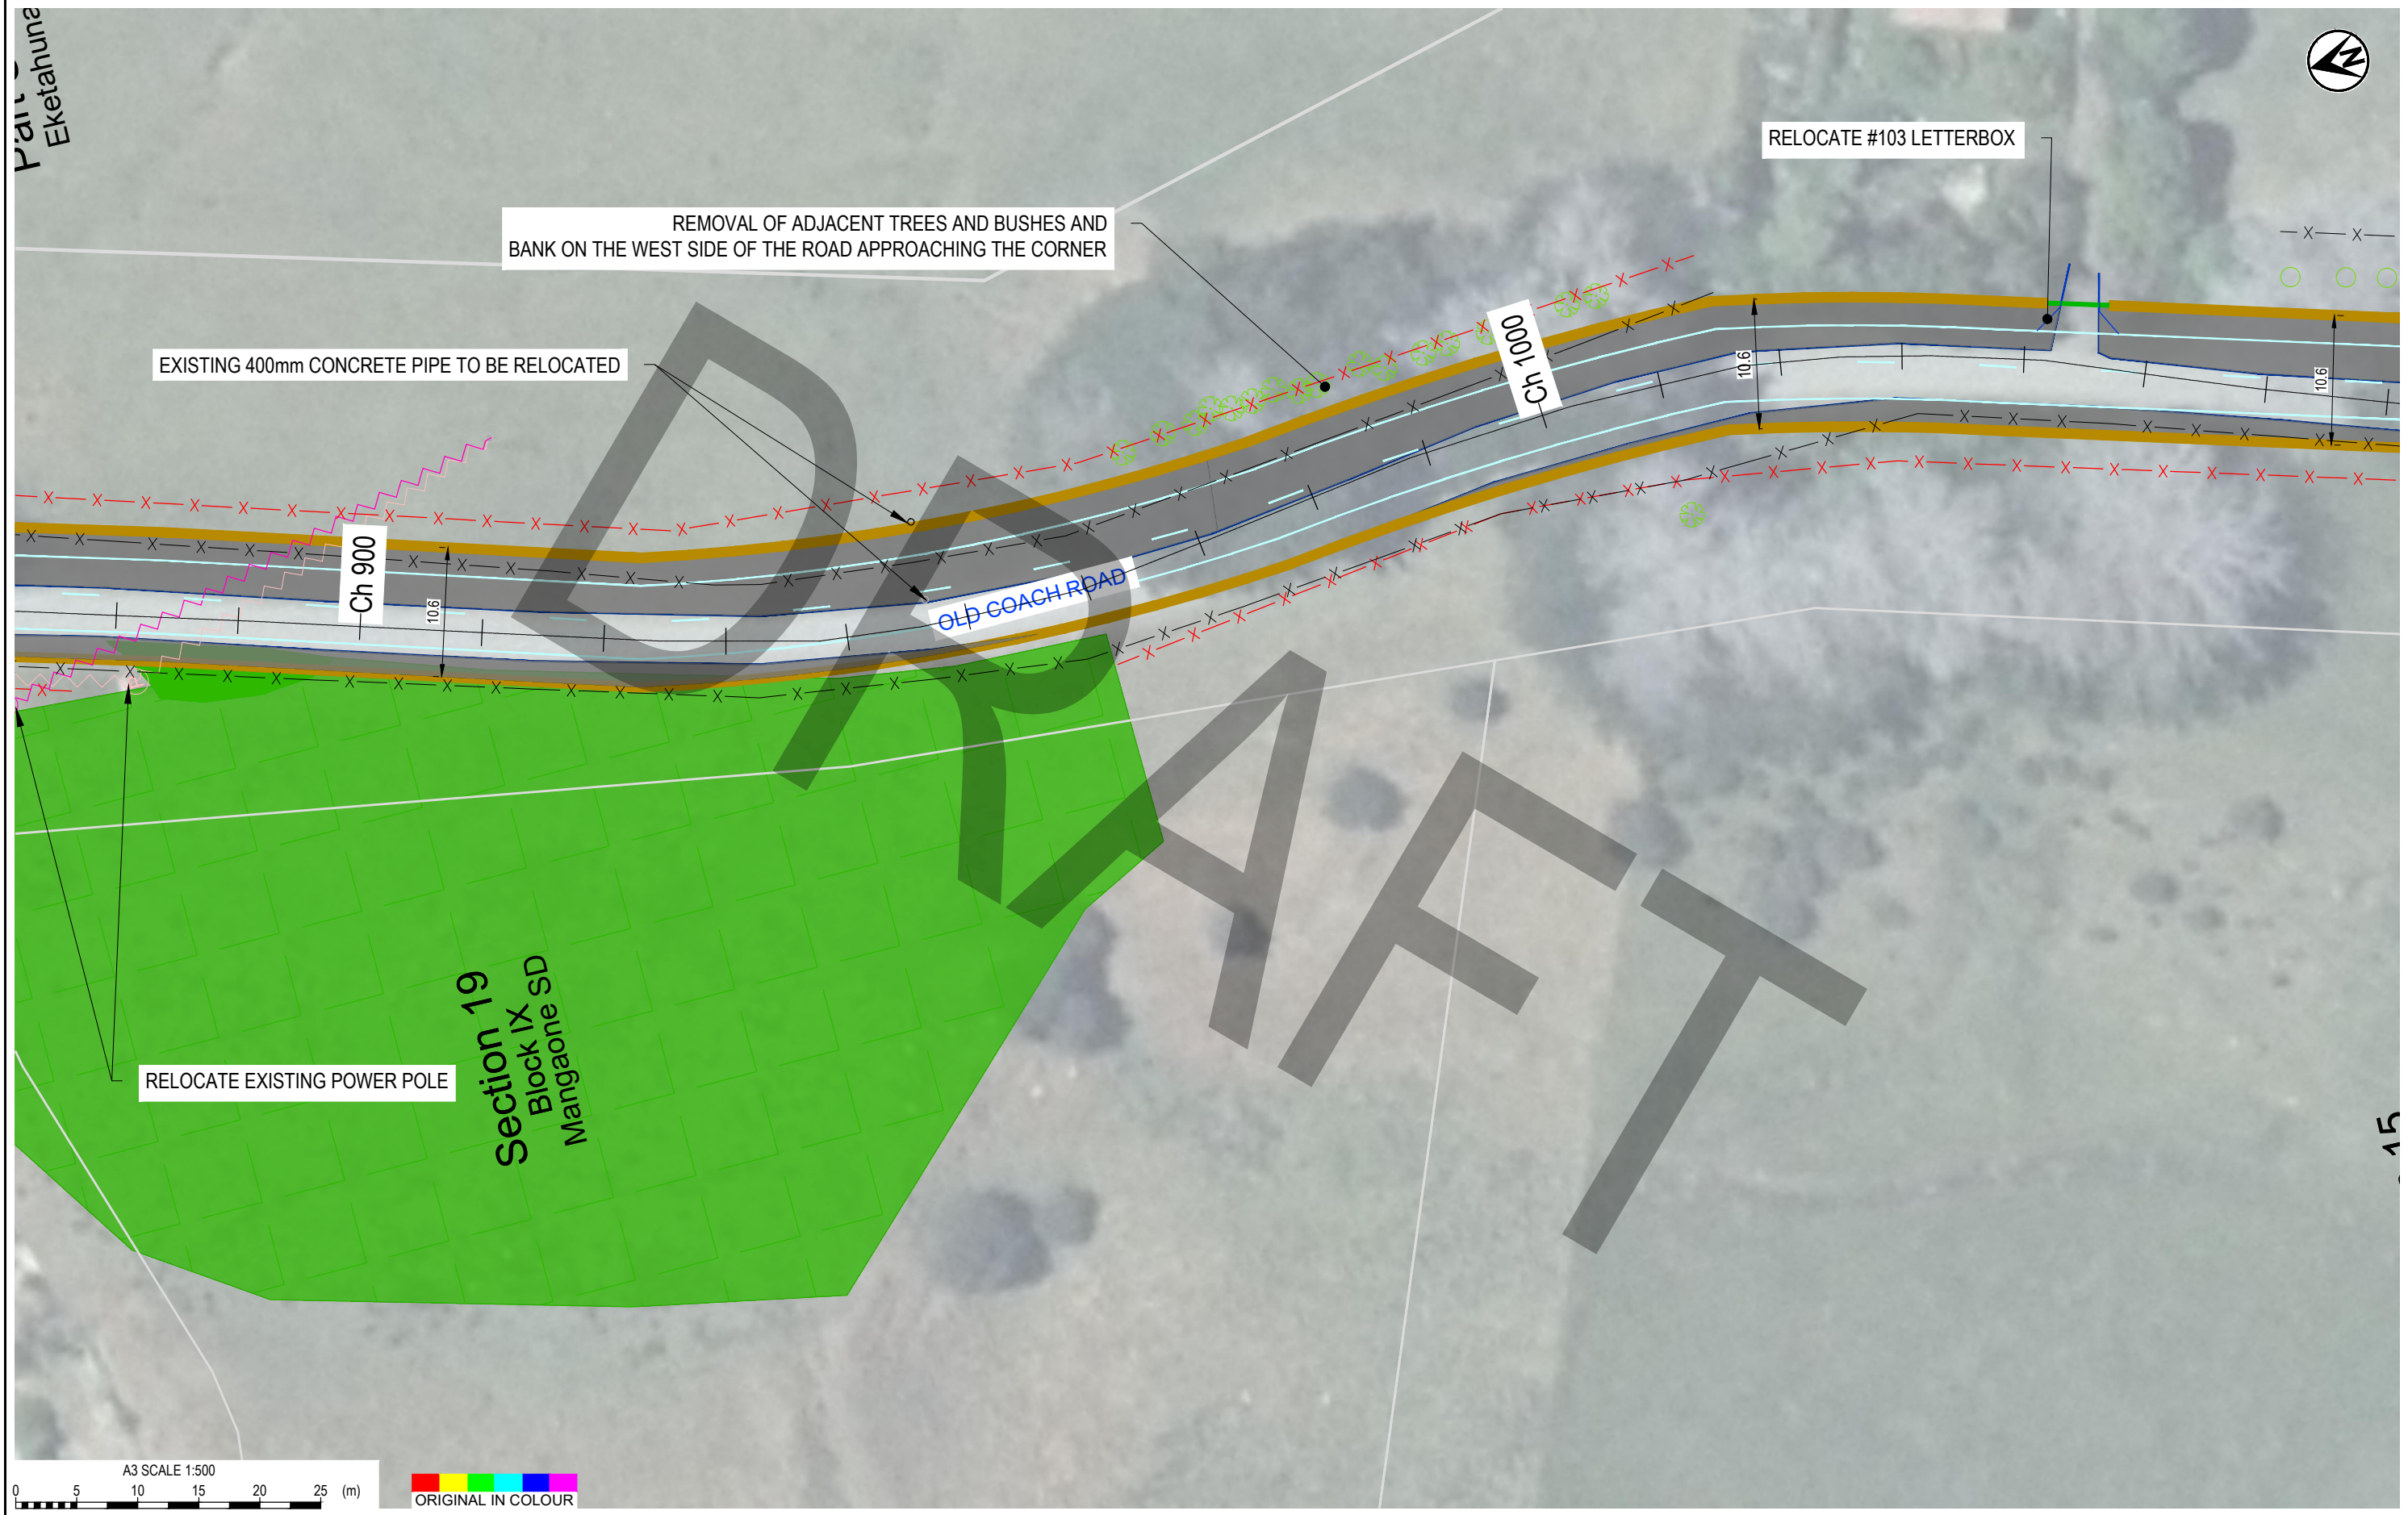 Eketahuna
RELOCATE #103 LETTERBOX
REMOVAL OF ADJACENT TREES AND BUSHES AND
BANK ON THE WEST SIDE OF THE ROAD APPROACHING THE CORNER
EXISTING 400mm CONCRETE PIPE TO BE RELOCATED
Ch 900
Ch 1000
10.6
10.6
10.6
OLD COACH ROAD
DRAFT
RELOCATE EXISTING POWER POLE
Section 19
Block IX
Mangaone SD
15
A3 SCALE 1:500
0 5 10 15 20 25 (m)
ORIGINAL IN COLOUR
N